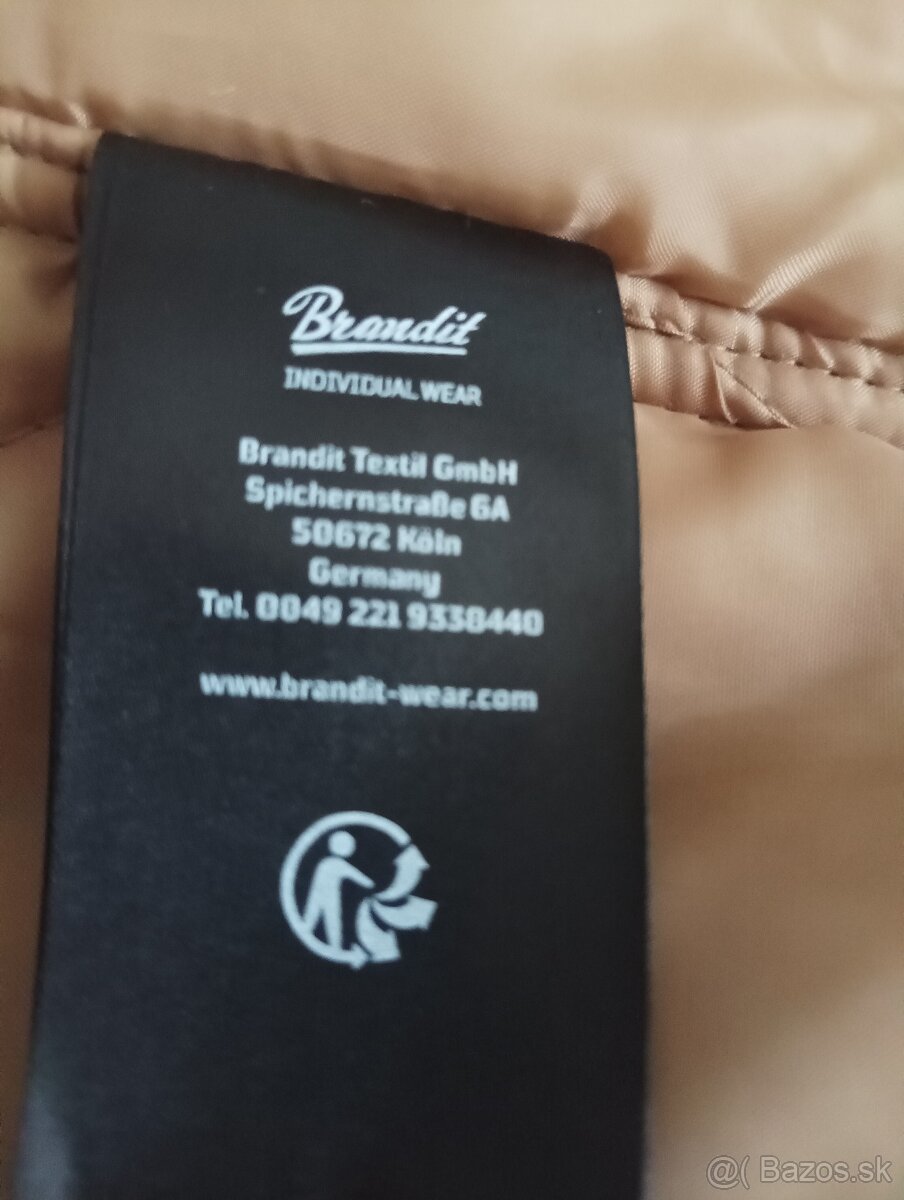 Brandit
INDIVIDUAL WEAR
Brandit Textil GmbH
Spichernstraße 6A
50672 Köln
Germany
Tel. 0049 221 9338440
www.brandit-wear.com
@( Bazos.sk